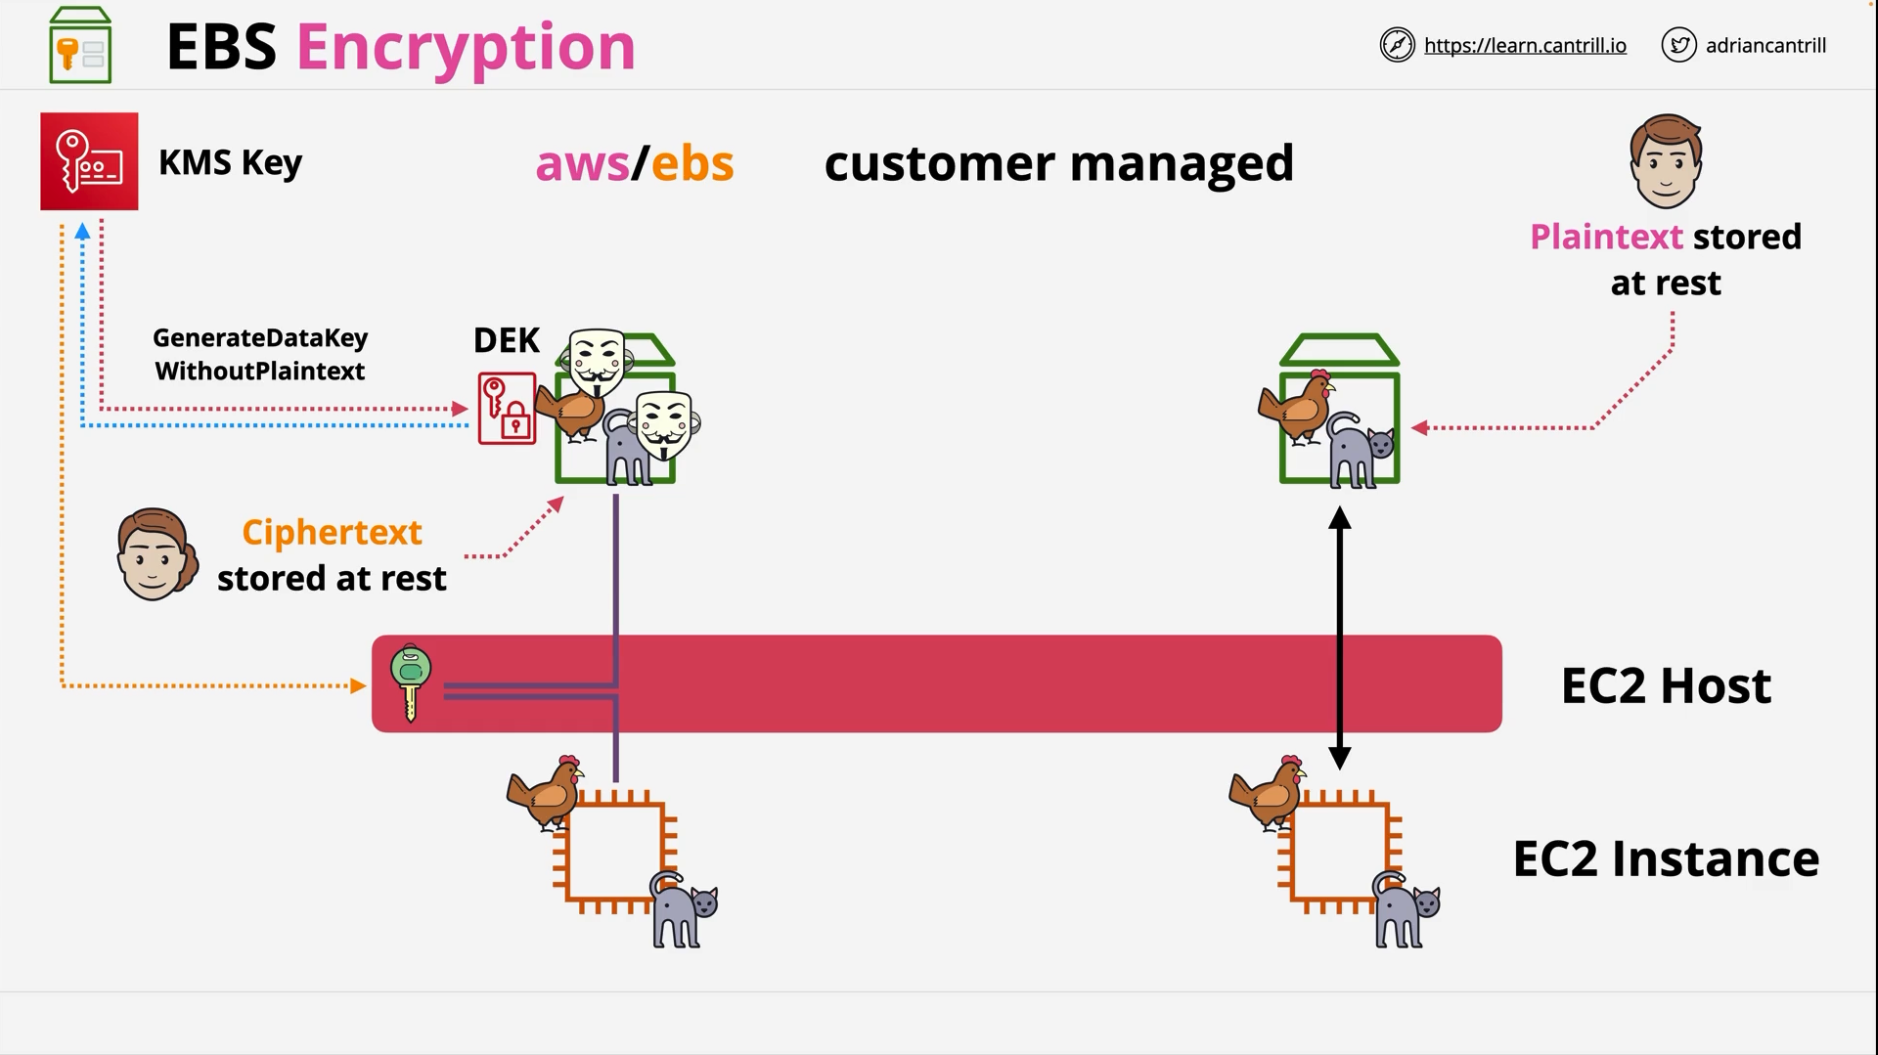 EBS Encryption
https://learn.cantrill.io
adriancantrill
KMS Key
aws/ebs
customer managed
Plaintext stored
at rest
GenerateDataKey
WithoutPlaintext
DEK
Ciphertext
stored at rest
EC2 Host
EC2 Instance